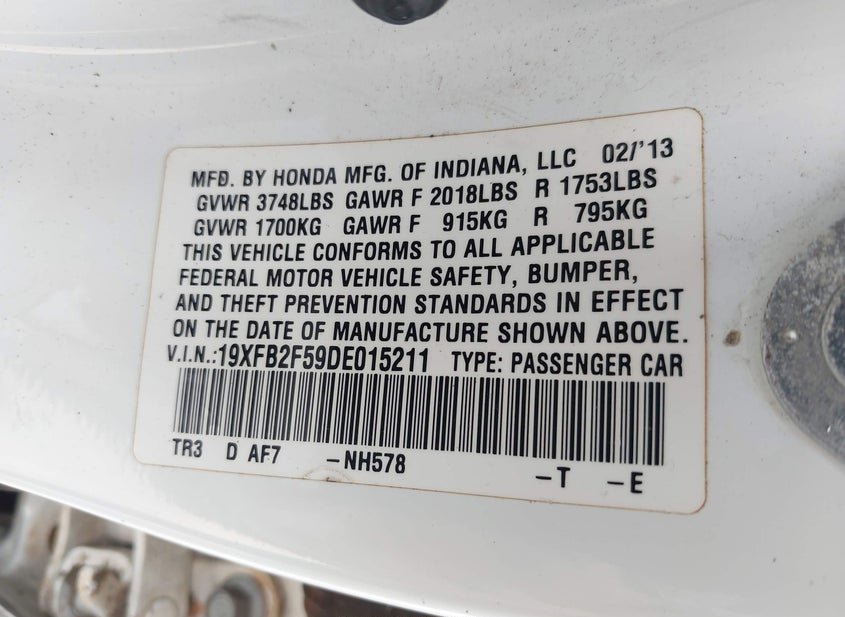 MFD. BY HONDA MFG. OF INDIANA, LLC 02/'13
GVWR 3748LBS GAWR F 2018LBS R 1753LBS
GVWR 1700KG GAWR F 915KG R 795KG
THIS VEHICLE CONFORMS TO ALL APPLICABLE
FEDERAL MOTOR VEHICLE SAFETY, BUMPER,
AND THEFT PREVENTION STANDARDS IN EFFECT
ON THE DATE OF MANUFACTURE SHOWN ABOVE.
V.I.N.:19XFB2F59DE015211 TYPE: PASSENGER CAR
TR3 D AF7 -NH578 -T -E